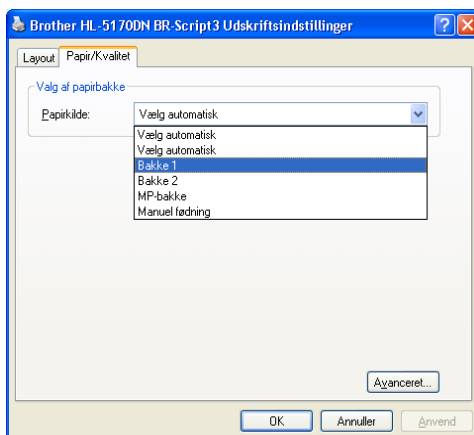 Brother HL-5170DN BR-Script3 Udskriftsindstillinger
Layout Papir/Kvalitet
Valg af papirbakke
Papirkilde: Vælg automatisk
Vælg automatisk
Vælg automatisk
Bakke 1
Bakke 2
MP-bakke
Manuel fødning
Avanceret...
OK Annuller Anvend